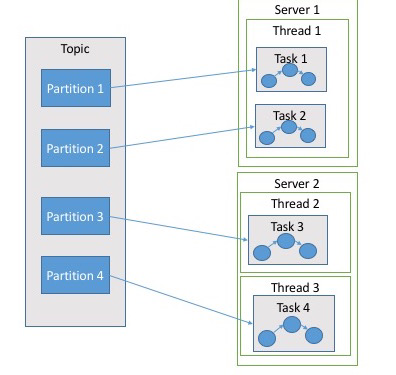 Topic
Partition 1
Partition 2
Partition 3
Partition 4
Server 1
Thread 1
Task 1
Task 2
Server 2
Thread 2
Task 3
Thread 3
Task 4